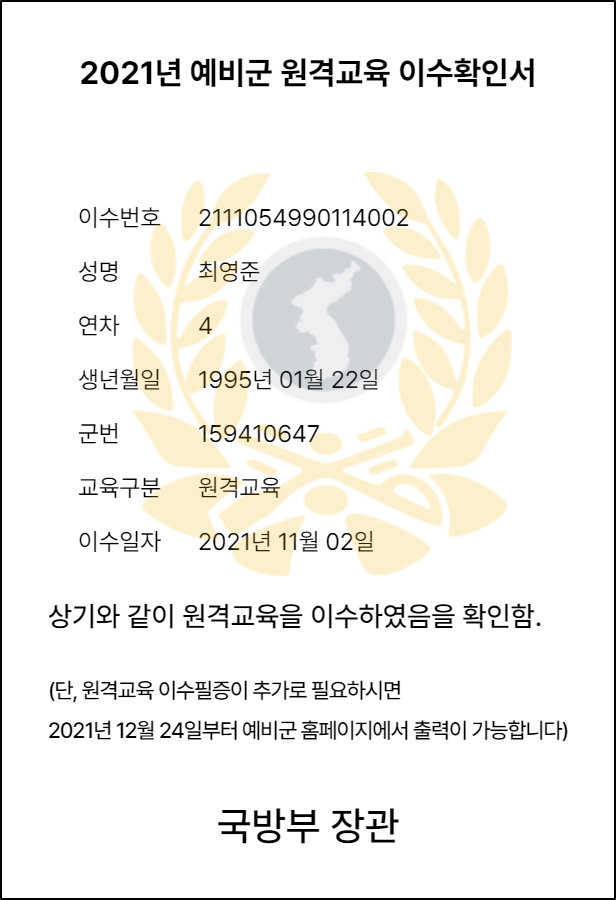 2021년 예비군 원격교육 이수확인서
이수번호 2111054990114002
성명 최영준
연차 4
생년월일 1995년 01월 22일
군번 159410647
교육구분 원격교육
이수일자 2021년 11월 02일
상기와 같이 원격교육을 이수하였음을 확인함.
(단, 원격교육 이수필증이 추가로 필요하시면
2021년 12월 24일부터 예비군 홈페이지에서 출력이 가능합니다)
국방부 장관